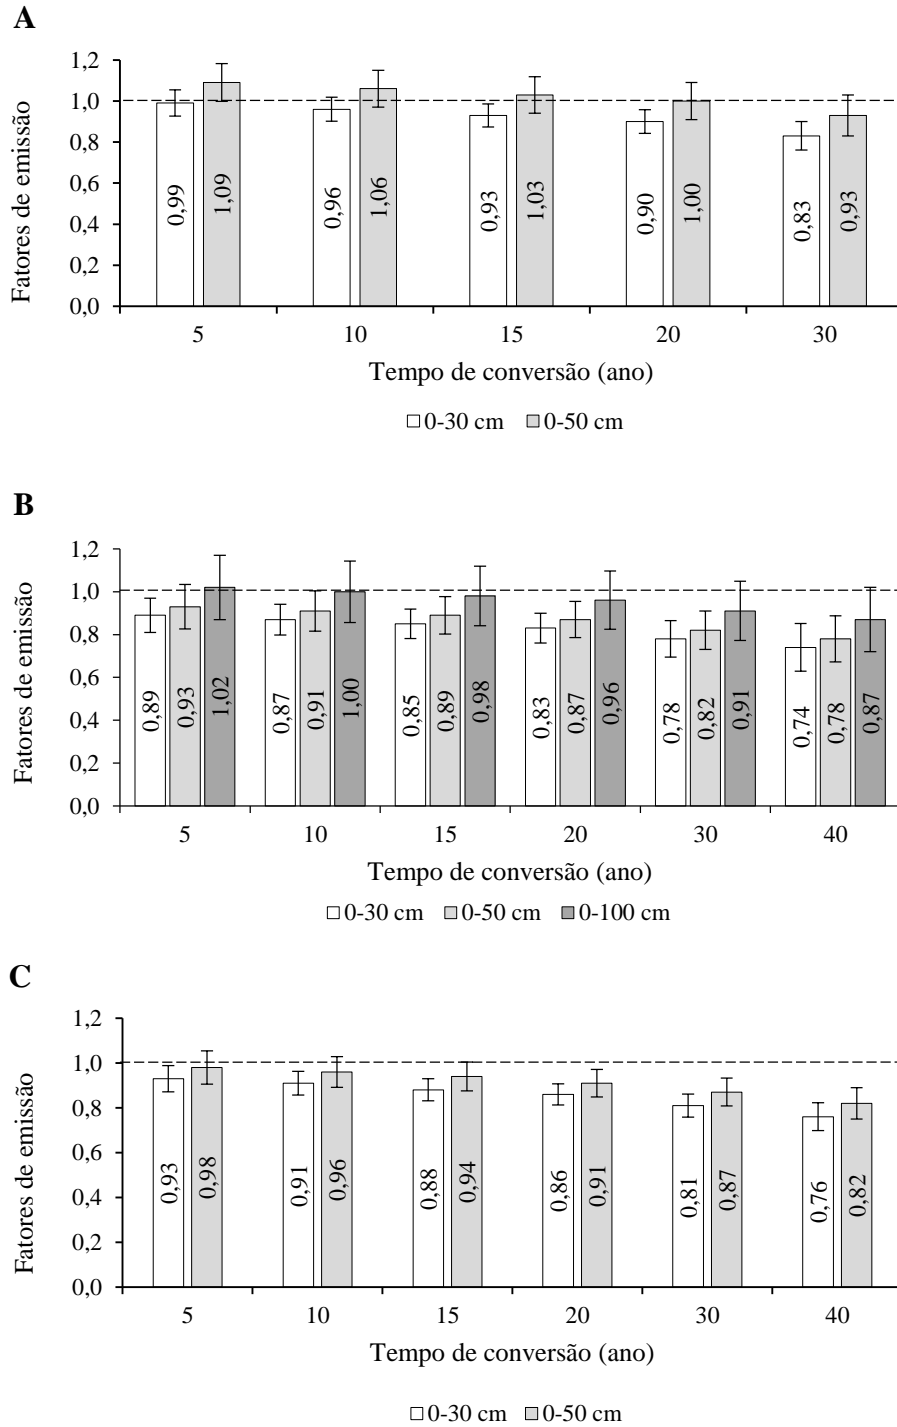 A
1,2
1,0
0,8
0,6
0,4
0,2
0,0
Fatores de emissão
0,99 1,09 0,96 1,06 0,93 1,03 0,90 1,00 0,83 0,93
5 10 15 20 30
Tempo de conversão (ano)
0-30 cm 0-50 cm
B
1,2
1,0
0,8
0,6
0,4
0,2
0,0
Fatores de emissão
0,89 0,93 1,02 0,87 0,91 1,00 0,85 0,89 0,98 0,83 0,87 0,96 0,78 0,82 0,91 0,74 0,78 0,87
5 10 15 20 30 40
Tempo de conversão (ano)
0-30 cm 0-50 cm 0-100 cm
C
1,2
1,0
0,8
0,6
0,4
0,2
0,0
Fatores de emissão
0,93 0,98 0,91 0,96 0,88 0,94 0,86 0,91 0,81 0,87 0,76 0,82
5 10 15 20 30 40
Tempo de conversão (ano)
0-30 cm 0-50 cm